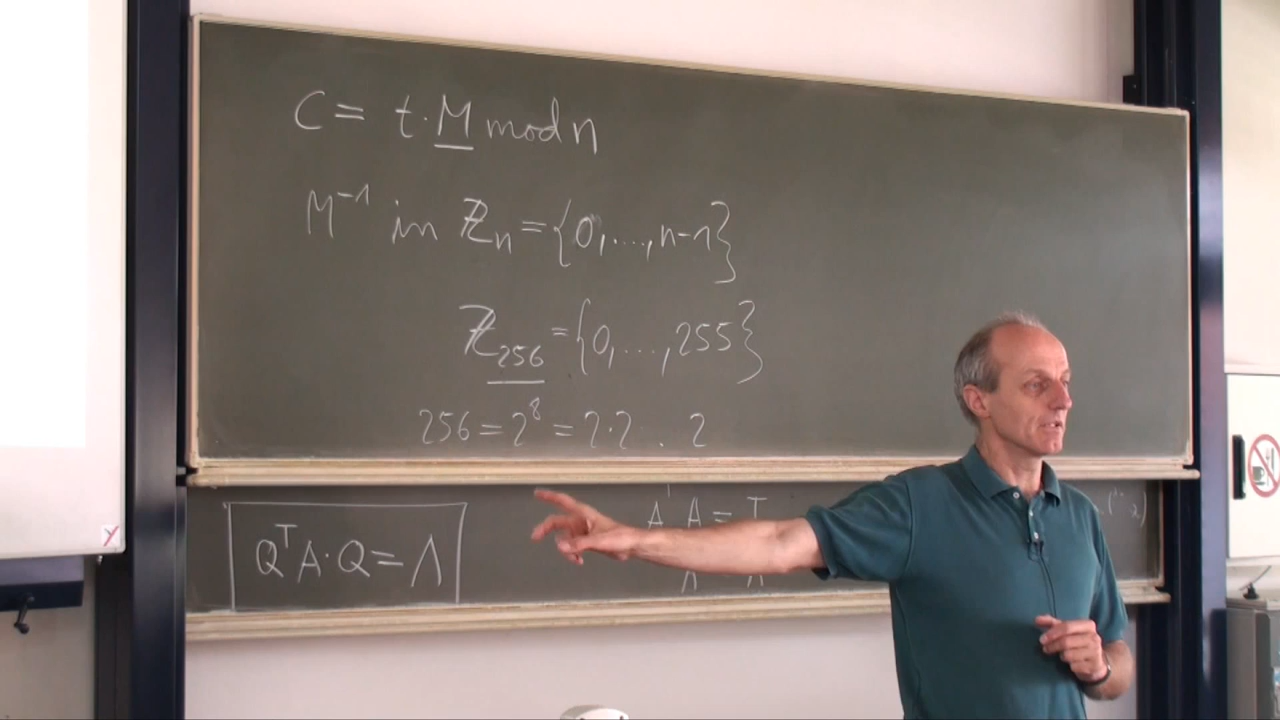 C = t·M mod n
M⁻¹ in ℤₙ = {0,...,n-1}
ℤ₂₅₆ = {0,...,255}
256 = 2⁸ = 2·2 . 2
QᵀA·Q = Λ
A A =